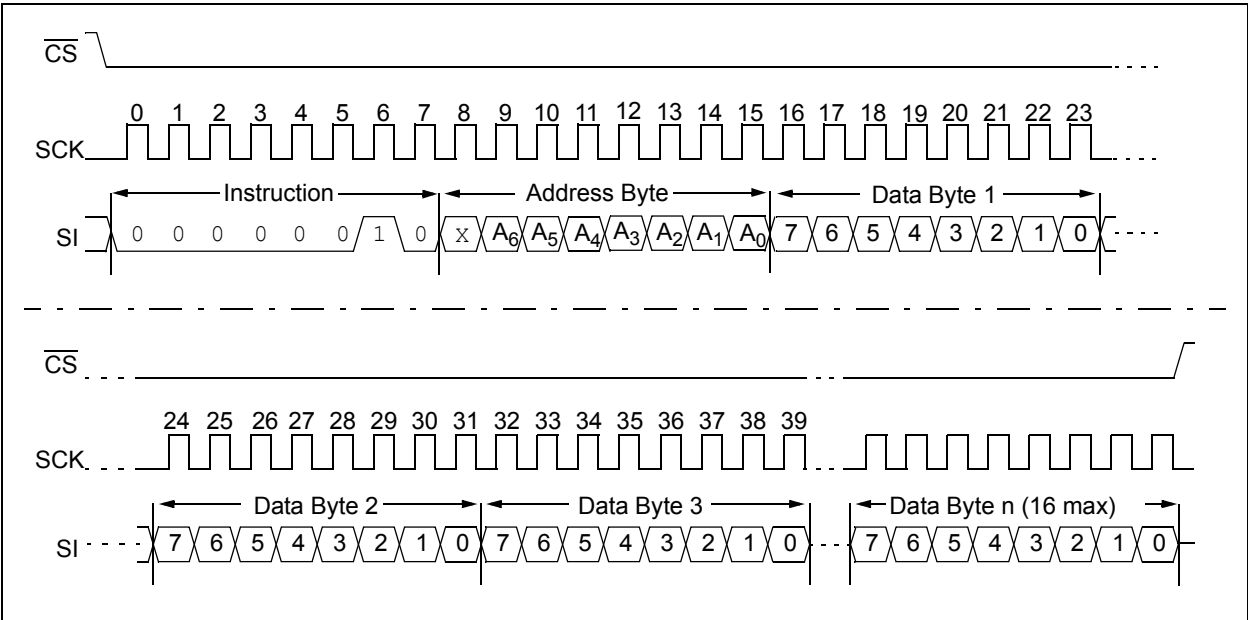 CS
0 1 2 3 4 5 6 7 8 9 10 11 12 13 14 15 16 17 18 19 20 21 22 23
SCK
Instruction Address Byte Data Byte 1
SI 0 0 0 0 0 0 1 0 X A6 A5 A4 A3 A2 A1 A0 7 6 5 4 3 2 1 0
CS
24 25 26 27 28 29 30 31 32 33 34 35 36 37 38 39
SCK
Data Byte 2 Data Byte 3 Data Byte n (16 max)
SI 7 6 5 4 3 2 1 0 7 6 5 4 3 2 1 0 7 6 5 4 3 2 1 0